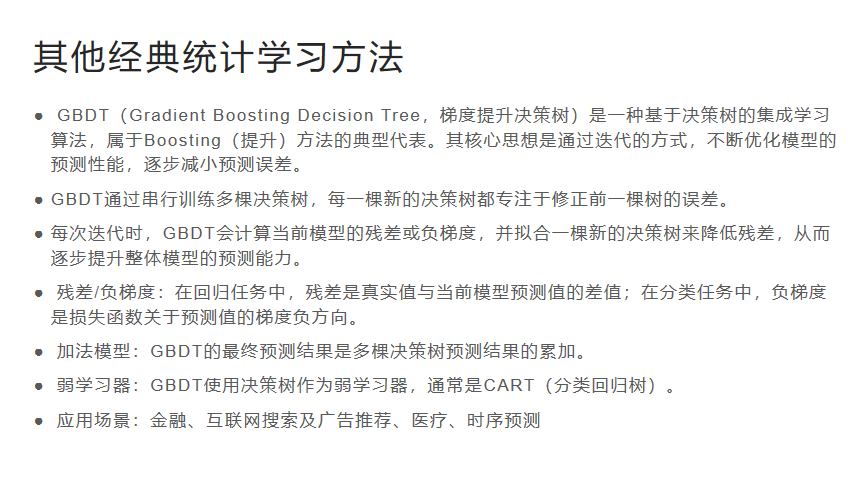 其他经典统计学习方法
● GBDT（Gradient Boosting Decision Tree，梯度提升决策树）是一种基于决策树的集成学习
算法，属于Boosting（提升）方法的典型代表。其核心思想是通过迭代的方式，不断优化模型的
预测性能，逐步减小预测误差。
● GBDT通过串行训练多棵决策树，每一棵新的决策树都专注于修正前一棵树的误差。
● 每次迭代时，GBDT会计算当前模型的残差或负梯度，并拟合一棵新的决策树来降低残差，从而
逐步提升整体模型的预测能力。
● 残差/负梯度：在回归任务中，残差是真实值与当前模型预测值的差值；在分类任务中，负梯度
是损失函数关于预测值的梯度负方向。
● 加法模型：GBDT的最终预测结果是多棵决策树预测结果的累加。
● 弱学习器：GBDT使用决策树作为弱学习器，通常是CART（分类回归树）。
● 应用场景：金融、互联网搜索及广告推荐、医疗、时序预测